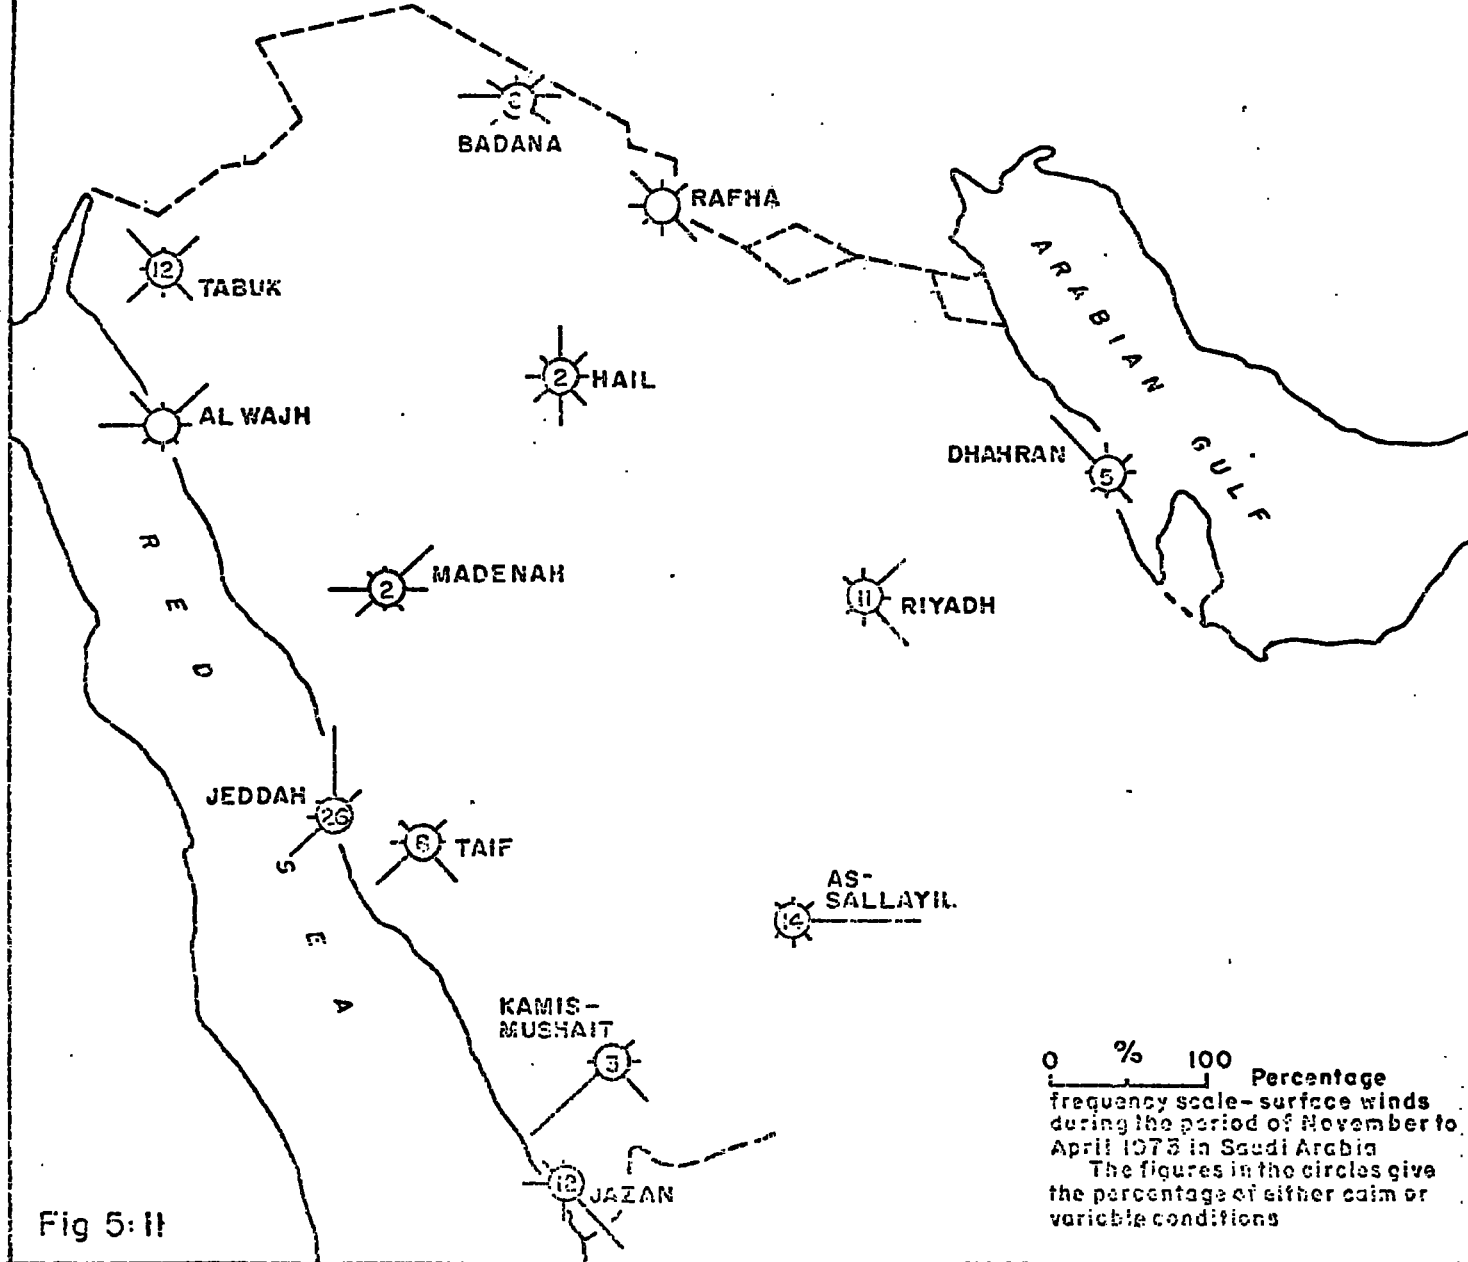 BADANA
RAFHA
12
TABUK
2
HAIL
AL WAJH
ARABIAN GULF
DHAHRAN
5
2
MADENAH
11
RIYADH
RED SEA
JEDDAH
26
6
TAIF
AS-
SALLAYIL
14
KAMIS-
MUSHAIT
3
12
JAZAN
0 % 100
Percentage
frequency scale-surface winds
during the period of November to
April 1973 in Saudi Arabia
The figures in the circles give
the percentage of either calm or
variable conditions
Fig 5:11